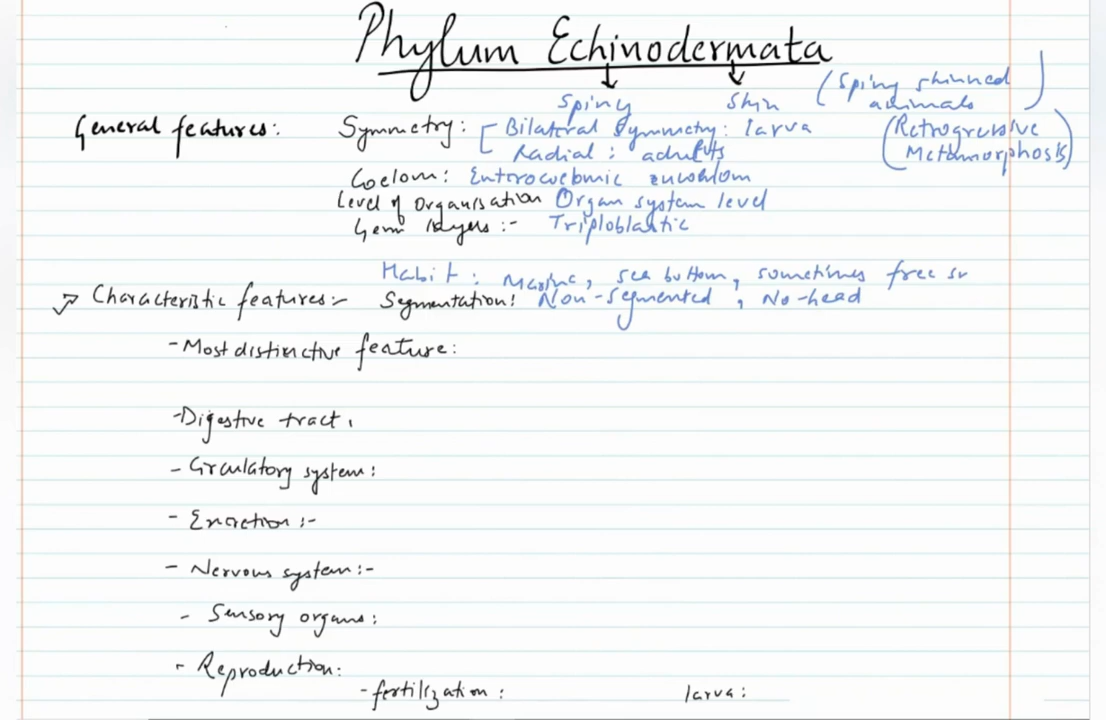 Phylum Echinodermata
Spiny skin (Spiny skinned animals)
General features: Symmetry: [ Bilateral Symmetry: larva (Retrogressive Metamorphosis)
Radial : adults
Coelom: Enterocoelomic eucoelom
Level of Organisation Organ system level
Germ layers :- Triploblastic
Habit : Marine, sea bottom, sometimes free sr
Characteristic features:- Segmentation: Non-segmented , No-head
-Most distinctive feature:
-Digestive tract ,
- Circulatory system:
- Excretion :-
- Nervous system:-
- Sensory organs:
- Reproduction:
-fertilization : larva: